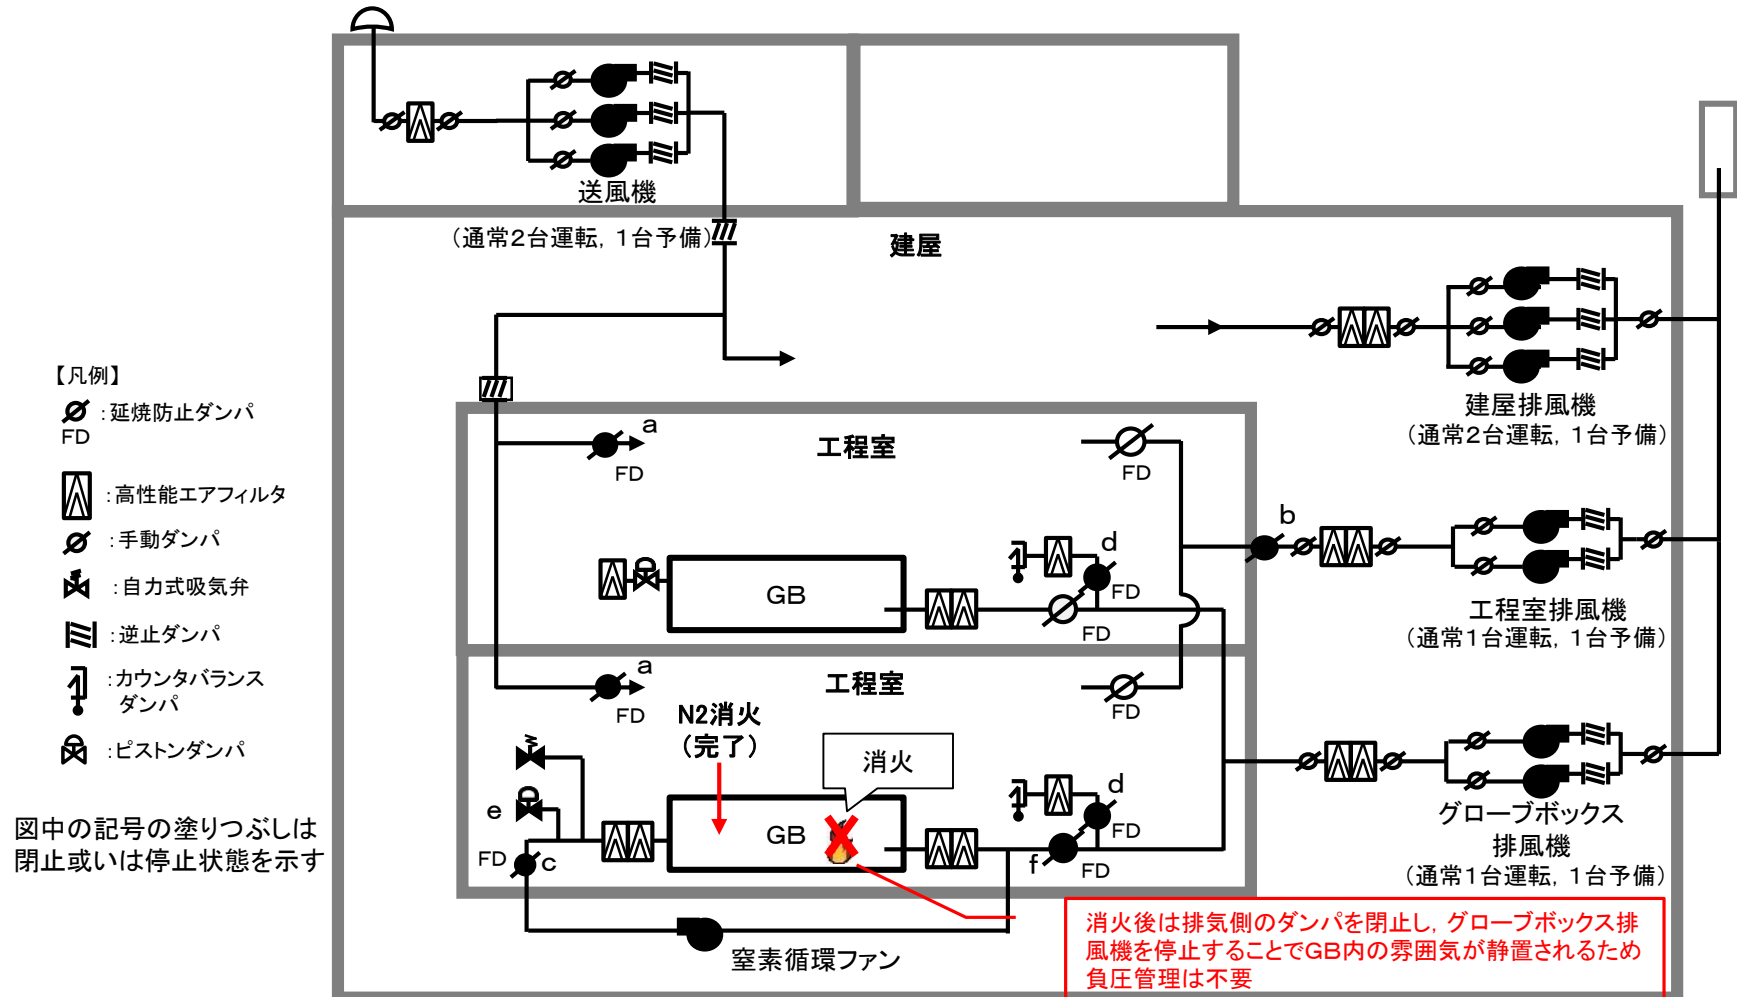 送風機
（通常2台運転，1台予備）
建屋
【凡例】
FD
：延焼防止ダンパ
：高性能エアフィルタ
：手動ダンパ
：自力式吸気弁
：逆止ダンパ
：カウンタバランス
ダンパ
：ピストンダンパ
図中の記号の塗りつぶしは
閉止或いは停止状態を示す
建屋排風機
（通常2台運転，1台予備）
a
FD
工程室
FD
b
GB
d
FD
FD
工程室排風機
（通常1台運転，1台予備）
a
FD
工程室
FD
N2消火
（完了）
消火
e
FD
c
GB
d
FD
f
FD
グローブボックス
排風機
（通常1台運転，1台予備）
窒素循環ファン
消火後は排気側のダンパを閉止し，グローブボックス排
風機を停止することでGB内の雰囲気が静置されるため
負圧管理は不要